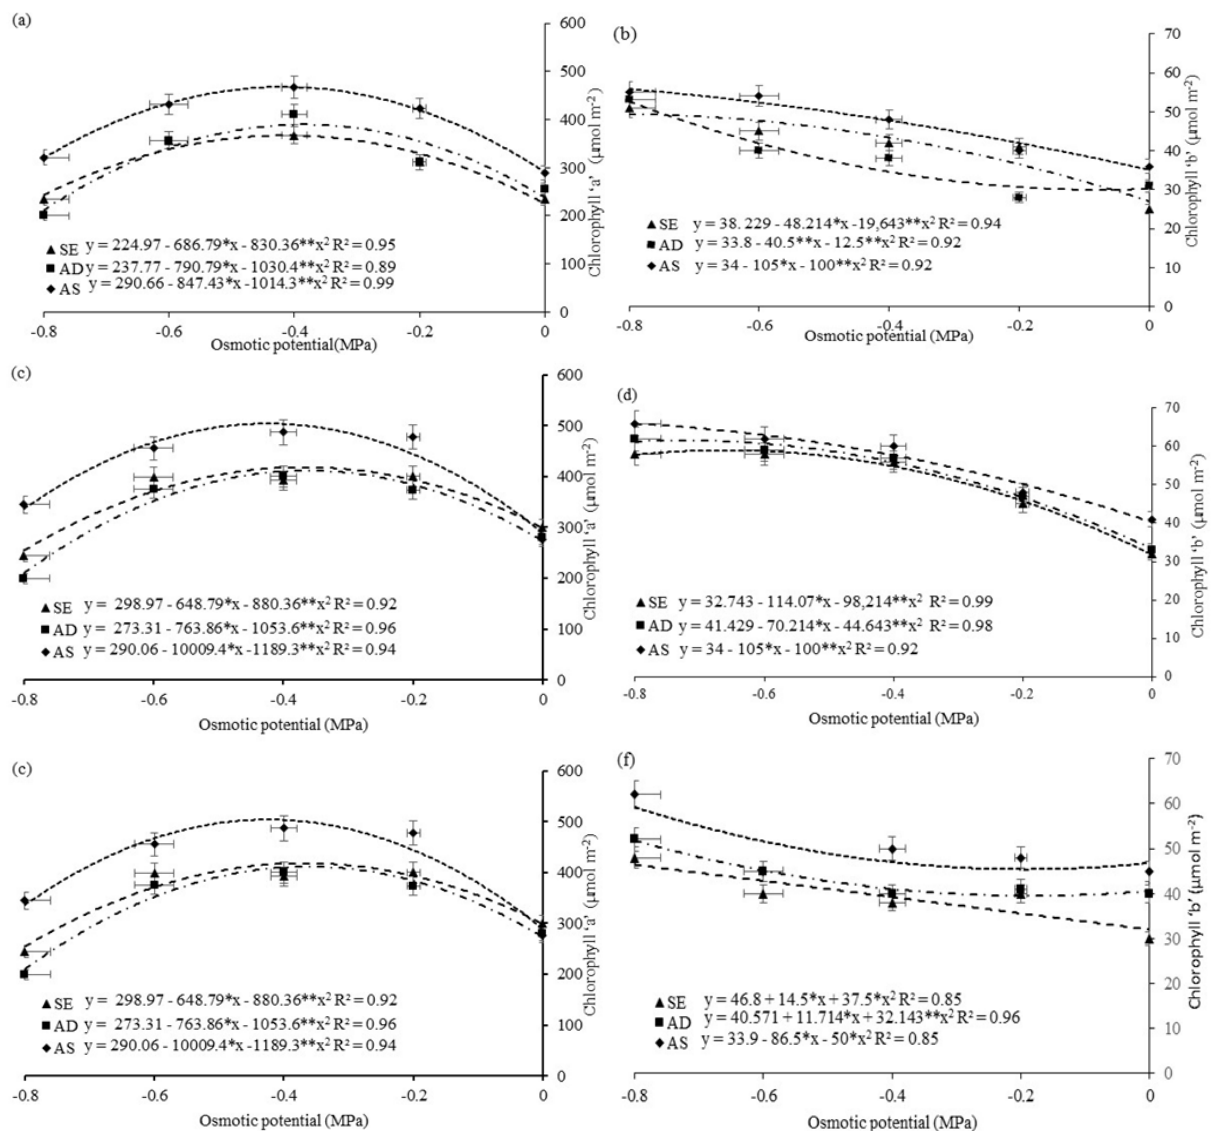 (a)
600
500
400
300
200
100
0
Chlorophyll 'a' (μmol m⁻²)
▲ SE y = 224.97 - 686.79*x - 830.36**x² R² = 0.95
■ AD y = 237.77 - 790.79*x - 1030.4**x² R² = 0.89
◆ AS y = 290.66 - 847.43*x - 1014.3**x² R² = 0.99
-0.8 -0.6 -0.4 -0.2 0
Osmotic potential(MPa)
(b)
70
60
50
40
30
20
10
0
Chlorophyll 'b' (μmol m⁻²)
▲ SE y = 38.229 - 48.214*x -19,643**x² R² = 0.94
■ AD y = 33.8 - 40.5**x - 12.5**x² R² = 0.92
◆ AS y = 34 - 105*x - 100**x² R² = 0.92
-0.8 -0.6 -0.4 -0.2 0
Osmotic potential (MPa)
(c)
600
500
400
300
200
100
0
Chlorophyll 'a' (μmol m⁻²)
▲ SE y = 298.97 - 648.79*x - 880.36**x² R² = 0.92
■ AD y = 273.31 - 763.86*x - 1053.6**x² R² = 0.96
◆ AS y = 290.06 - 10009.4*x -1189.3**x² R² = 0.94
-0.8 -0.6 -0.4 -0.2 0
Osmotic potential (MPa)
(d)
70
60
50
40
30
20
10
0
Chlorophyll 'b' (μmol m⁻²)
▲ SE y = 32.743 - 114.07*x - 98,214**x² R² = 0.99
■ AD y = 41.429 - 70.214*x - 44.643**x² R² = 0.98
◆ AS y = 34 - 105*x - 100**x² R² = 0.92
-0.8 -0.6 -0.4 -0.2 0
Osmotic potential (MPa)
(e)
600
500
400
300
200
100
0
Chlorophyll 'a' (μmol m⁻²)
▲ SE y = 298.97 - 648.79*x - 880.36**x² R² = 0.92
■ AD y = 273.31 - 763.86*x - 1053.6**x² R² = 0.96
◆ AS y = 290.06 - 10009.4*x -1189.3**x² R² = 0.94
-0.8 -0.6 -0.4 -0.2 0
Osmotic potential (MPa)
(f)
70
60
50
40
30
20
10
0
Chlorophyll 'b' (μmol m⁻²)
▲ SE y = 46.8 + 14.5*x + 37.5*x² R² = 0.85
■ AD y = 40.571 + 11.714*x + 32.143**x² R² = 0.96
◆ AS y = 33.9 - 86.5*x - 50*x² R² = 0.85
-0.8 -0.6 -0.4 -0.2 0
Osmotic potential (MPa)